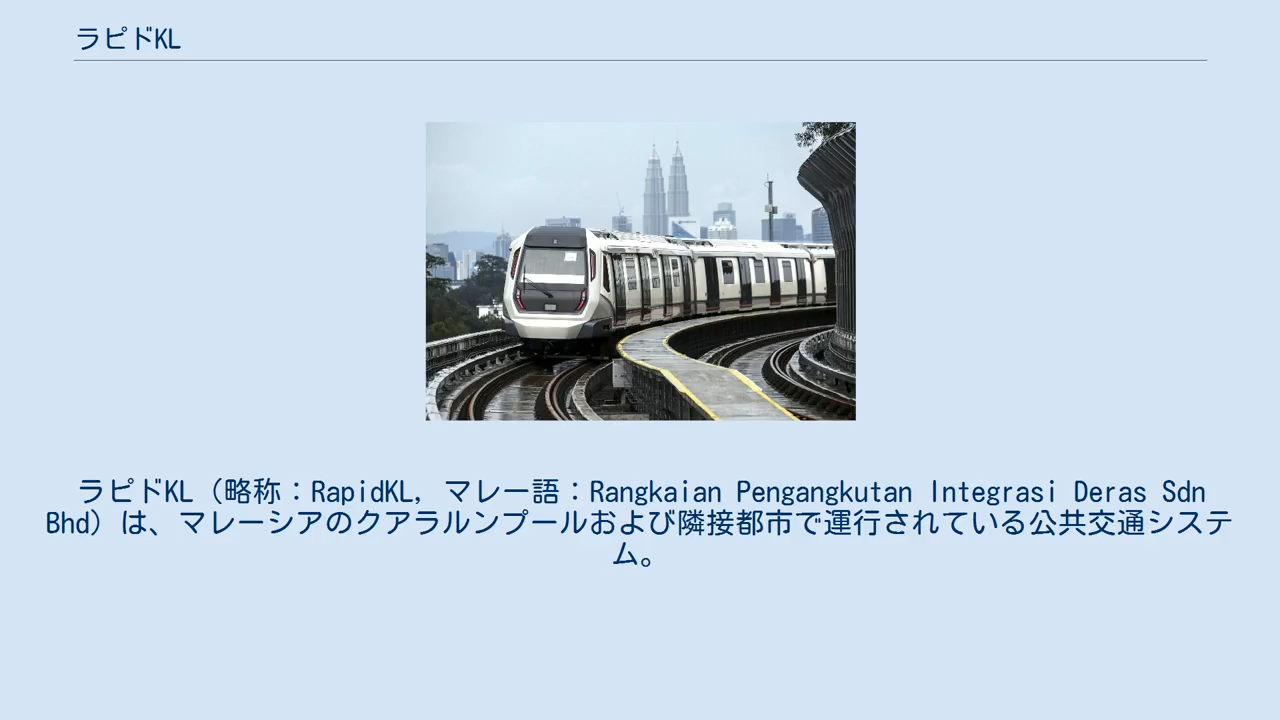 ラピドKL
ラピドKL（略称：RapidKL, マレー語：Rangkaian Pengangkutan Integrasi Deras Sdn
Bhd）は、マレーシアのクアラルンプールおよび隣接都市で運行されている公共交通システ
ム。